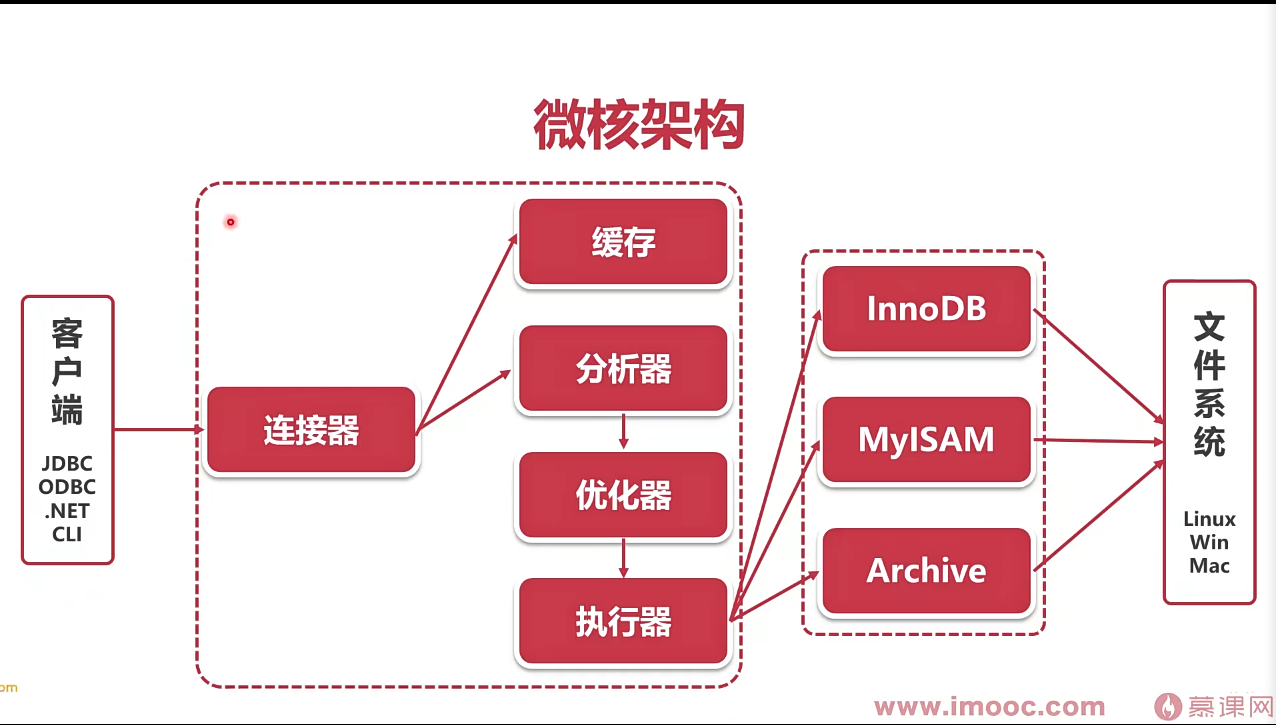 微核架构
客户端
JDBC
ODBC
.NET
CLI
连接器
缓存
分析器
优化器
执行器
InnoDB
MyISAM
Archive
文件系统
Linux
Win
Mac
om
www.imooc.com
慕课网